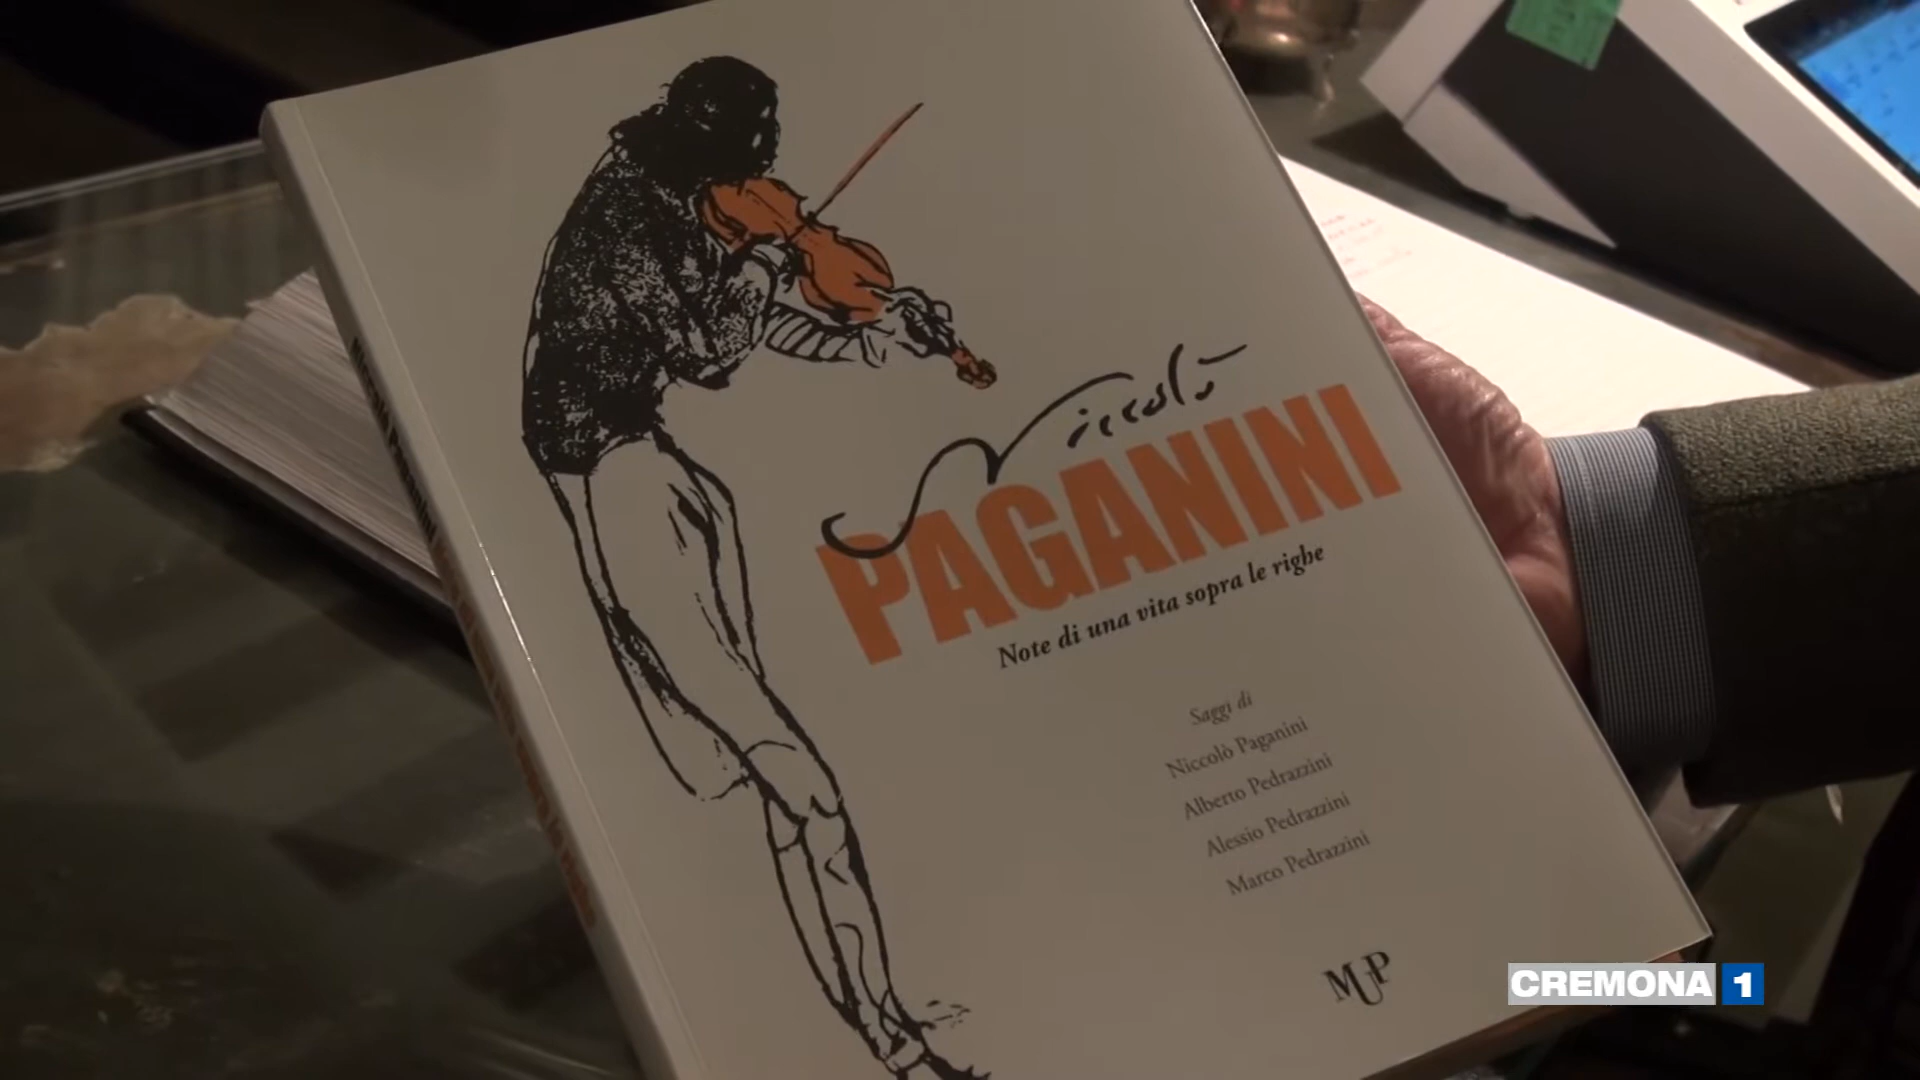 Niccolò
PAGANINI
Note di una vita sopra le righe
Saggi di
Niccolò Paganini
Alberto Pedrazzini
Alessio Pedrazzini
Marco Pedrazzini
MUP
CREMONA 1